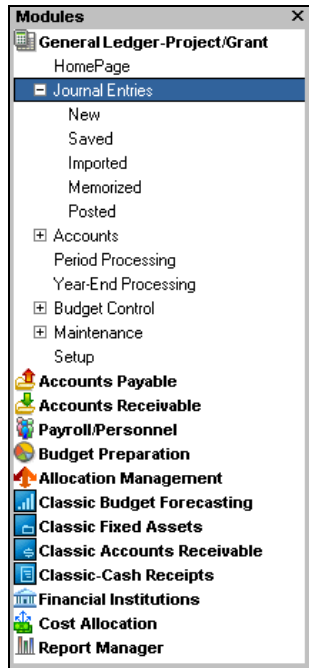 Modules
General Ledger-Project/Grant
HomePage
Journal Entries
New
Saved
Imported
Memorized
Posted
Accounts
Period Processing
Year-End Processing
Budget Control
Maintenance
Setup
Accounts Payable
Accounts Receivable
Payroll/Personnel
Budget Preparation
Allocation Management
Classic Budget Forecasting
Classic Fixed Assets
Classic Accounts Receivable
Classic-Cash Receipts
Financial Institutions
Cost Allocation
Report Manager